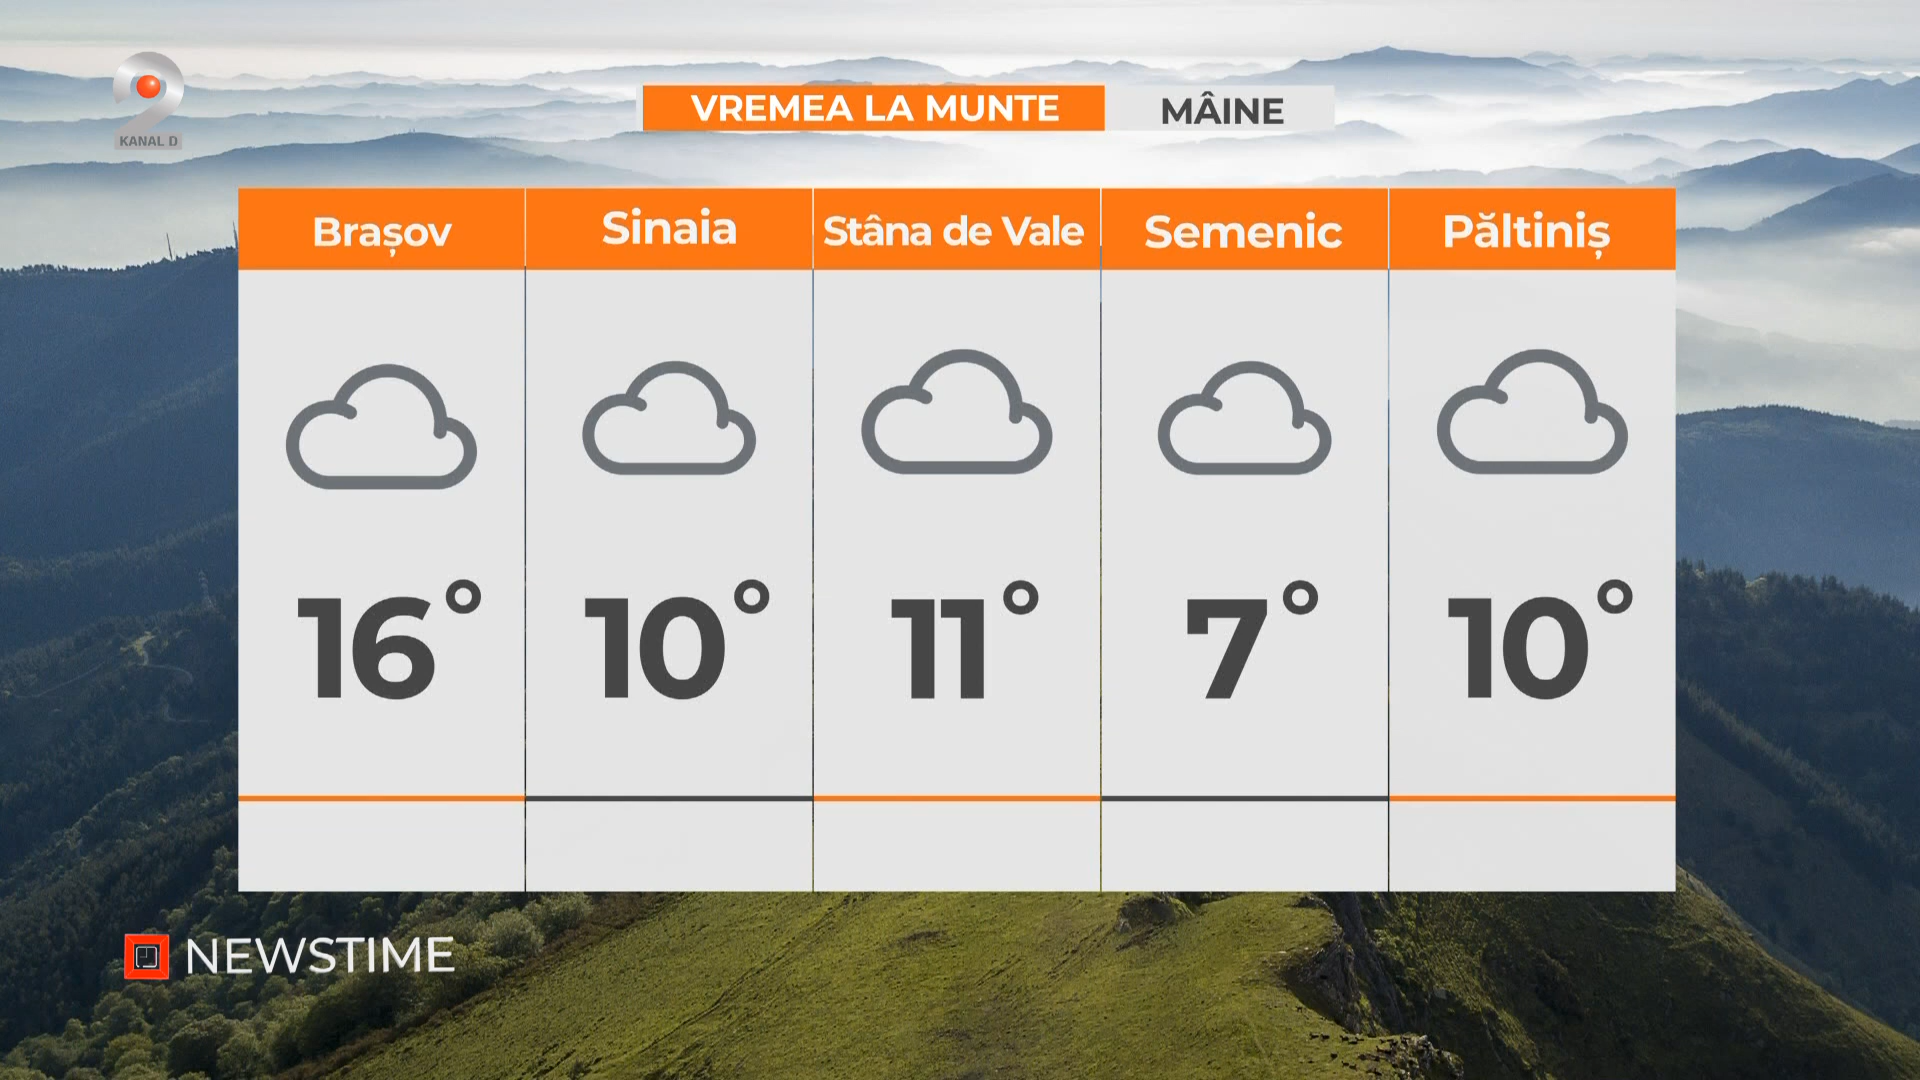 KANAL D
VREMEA LA MUNTE
MÂINE
Brașov
Sinaia
Stâna de Vale
Semenic
Păltiniș
16°
10°
11°
7°
10°
NEWSTIME